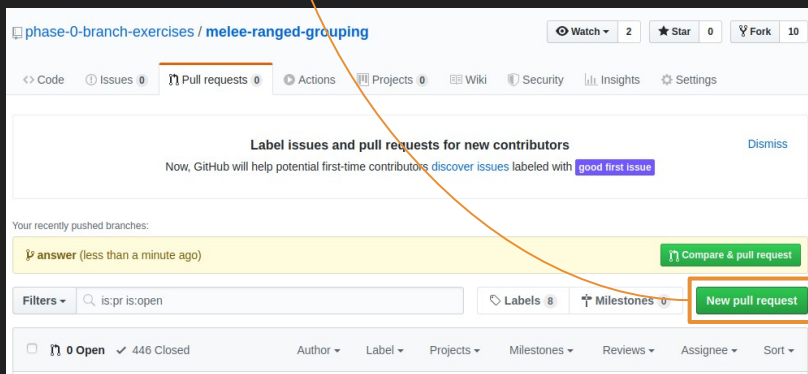 phase-0-branch-exercises / melee-ranged-grouping Watch 2 Star 0 Fork 10
Code Issues 0 Pull requests 0 Actions Projects 0 Wiki Security Insights Settings
Label issues and pull requests for new contributors Dismiss
Now, GitHub will help potential first-time contributors discover issues labeled with good first issue
Your recently pushed branches:
answer (less than a minute ago) Compare & pull request
Filters is:pr is:open Labels 8 Milestones 0 New pull request
0 Open 446 Closed Author Label Projects Milestones Reviews Assignee Sort